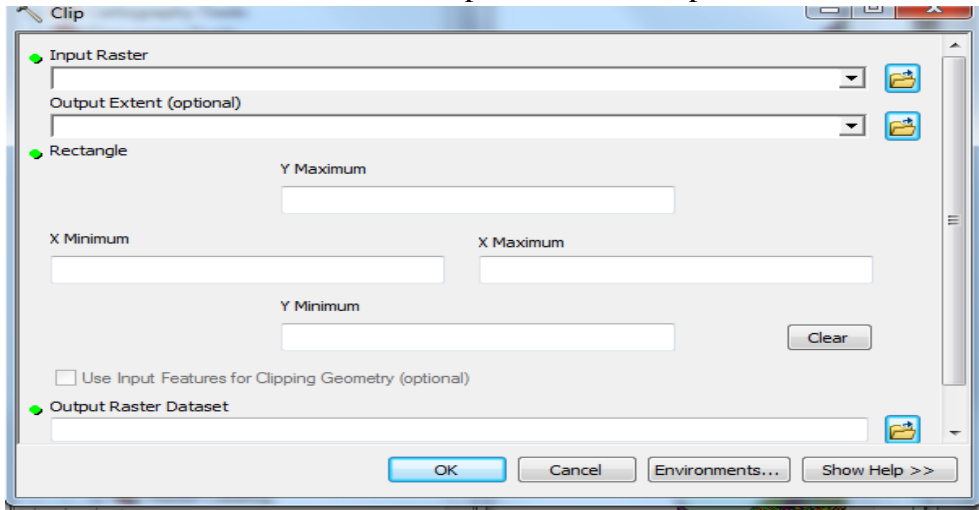 Clip
Input Raster
Output Extent (optional)
Rectangle
Y Maximum
X Minimum
X Maximum
Y Minimum
Clear
Use Input Features for Clipping Geometry (optional)
Output Raster Dataset
OK Cancel Environments... Show Help >>